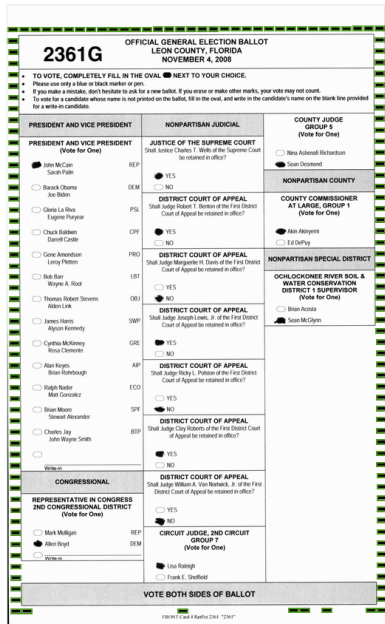 2361G
OFFICIAL GENERAL ELECTION BALLOT
LEON COUNTY, FLORIDA
NOVEMBER 4, 2008
• TO VOTE, COMPLETELY FILL IN THE OVAL NEXT TO YOUR CHOICE.
• Please use only a blue or black marker or pen.
• If you make a mistake, don't hesitate to ask for a new ballot. If you erase or make other marks, your vote may not count.
• To vote for a candidate whose name is not printed on the ballot, fill in the oval, and write in the candidate's name on the blank line provided
for a write-in candidate.
PRESIDENT AND VICE PRESIDENT
PRESIDENT AND VICE PRESIDENT
(Vote for One)
John McCain REP
Sarah Palin
Barack Obama DEM
Joe Biden
Gloria La Riva PSL
Eugene Puryear
Chuck Baldwin CPF
Darrell Castle
Gene Amondson PRO
Leroy Pletten
Bob Barr LBT
Wayne A. Root
Thomas Robert Stevens OBJ
Alden Link
James Harris SWP
Alyson Kennedy
Cynthia McKinney GRE
Rosa Clemente
Alan Keyes AIP
Brian Rohrbough
Ralph Nader ECO
Matt Gonzalez
Brian Moore SPF
Stewart Alexander
Charles Jay BTP
John Wayne Smith
Write-in
CONGRESSIONAL
REPRESENTATIVE IN CONGRESS
2ND CONGRESSIONAL DISTRICT
(Vote for One)
Mark Mulligan REP
Allen Boyd DEM
Write-in
NONPARTISAN JUDICIAL
JUSTICE OF THE SUPREME COURT
Shall Justice Charles T. Wells of the Supreme Court
be retained in office?
YES
NO
DISTRICT COURT OF APPEAL
Shall Judge Robert T. Benton of the First District
Court of Appeal be retained in office?
YES
NO
DISTRICT COURT OF APPEAL
Shall Judge Marguerite H. Davis of the First District
Court of Appeal be retained in office?
YES
NO
DISTRICT COURT OF APPEAL
Shall Judge Joseph Lewis, Jr. of the First District
Court of Appeal be retained in office?
YES
NO
DISTRICT COURT OF APPEAL
Shall Judge Ricky L. Polston of the First District
Court of Appeal be retained in office?
YES
NO
DISTRICT COURT OF APPEAL
Shall Judge Clay Roberts of the First District Court
of Appeal be retained in office?
YES
NO
DISTRICT COURT OF APPEAL
Shall Judge William A. Van Nortwick, Jr. of the First
District Court of Appeal be retained in office?
YES
NO
CIRCUIT JUDGE, 2ND CIRCUIT
GROUP 7
(Vote for One)
Lisa Raleigh
Frank E. Sheffield
COUNTY JUDGE
GROUP 5
(Vote for One)
Nina Ashenafi Richardson
Sean Desmond
NONPARTISAN COUNTY
COUNTY COMMISSIONER
AT LARGE, GROUP 1
(Vote for One)
Akin Akinyemi
Ed DePuy
NONPARTISAN SPECIAL DISTRICT
OCHLOCKONEE RIVER SOIL &
WATER CONSERVATION
DISTRICT 1 SUPERVISOR
(Vote for One)
Brian Acosta
Sean McGlynn
VOTE BOTH SIDES OF BALLOT
FRONT Card 4 RptPct 2361 "2361"